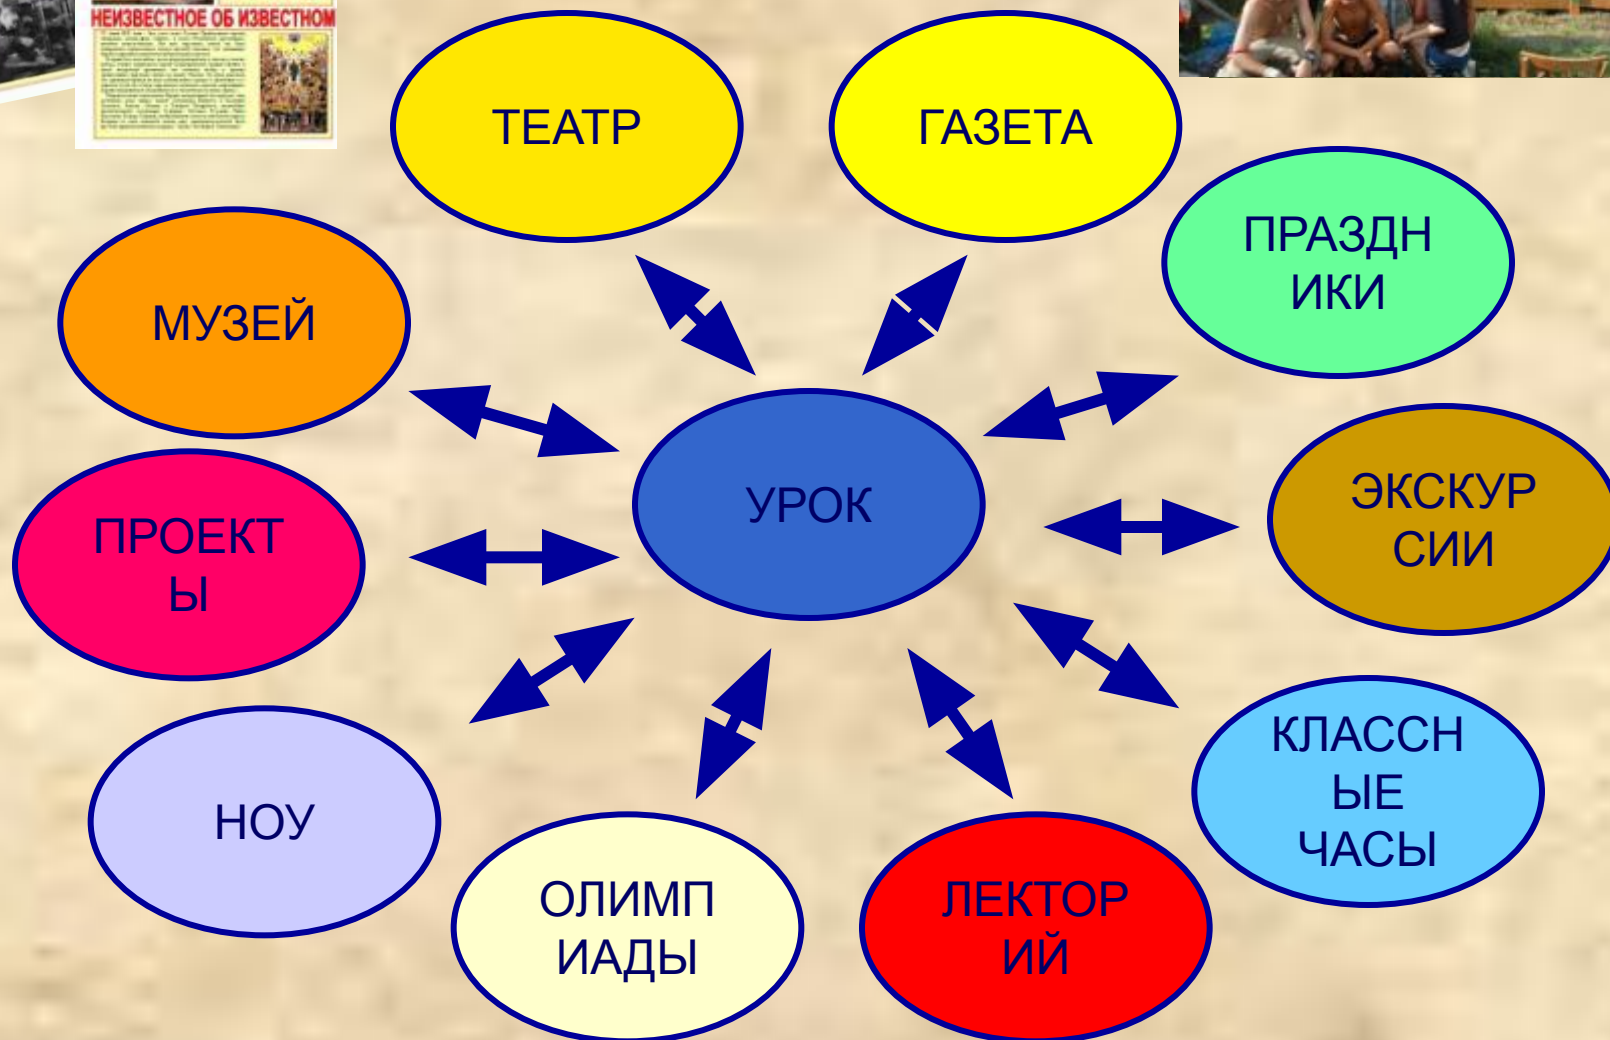 НЕИЗВЕСТНОЕ ОБ ИЗВЕСТНОМ
ТЕАТР
ГАЗЕТА
ПРАЗДН
ИКИ
МУЗЕЙ
УРОК
ЭКСКУР
СИИ
ПРОЕКТ
Ы
КЛАССН
ЫЕ
ЧАСЫ
НОУ
ОЛИМП
ИАДЫ
ЛЕКТОР
ИЙ